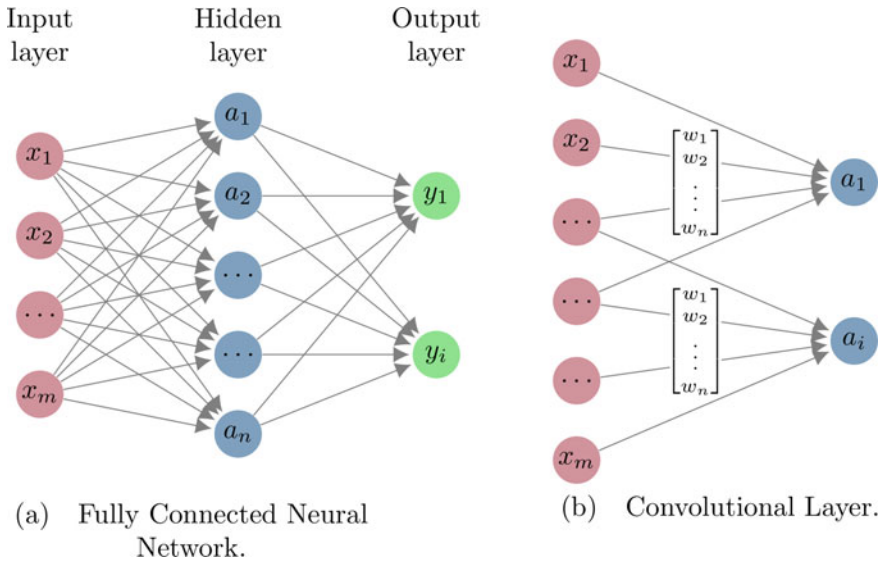 Input Hidden Output
layer layer layer
x₁
x₂
...
xₘ
a₁
a₂
...
...
aₙ
y₁
yᵢ
(a) Fully Connected Neural
Network.
x₁
x₂
...
...
...
xₘ
w₁
w₂
⋮
wₙ
w₁
w₂
⋮
wₙ
a₁
aᵢ
(b) Convolutional Layer.